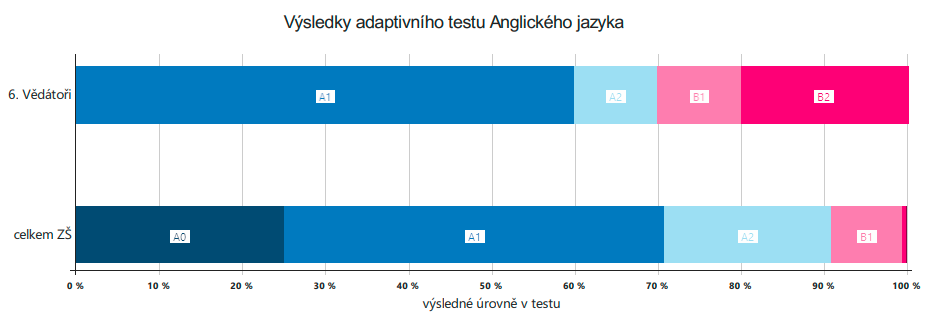 Výsledky adaptivního testu Anglického jazyka
6. Vědátoři
A1 A2 B1 B2
celkem ZŠ
A0 A1 A2 B1
0 % 10 % 20 % 30 % 40 % 50 % 60 % 70 % 80 % 90 % 100 %
výsledné úrovně v testu